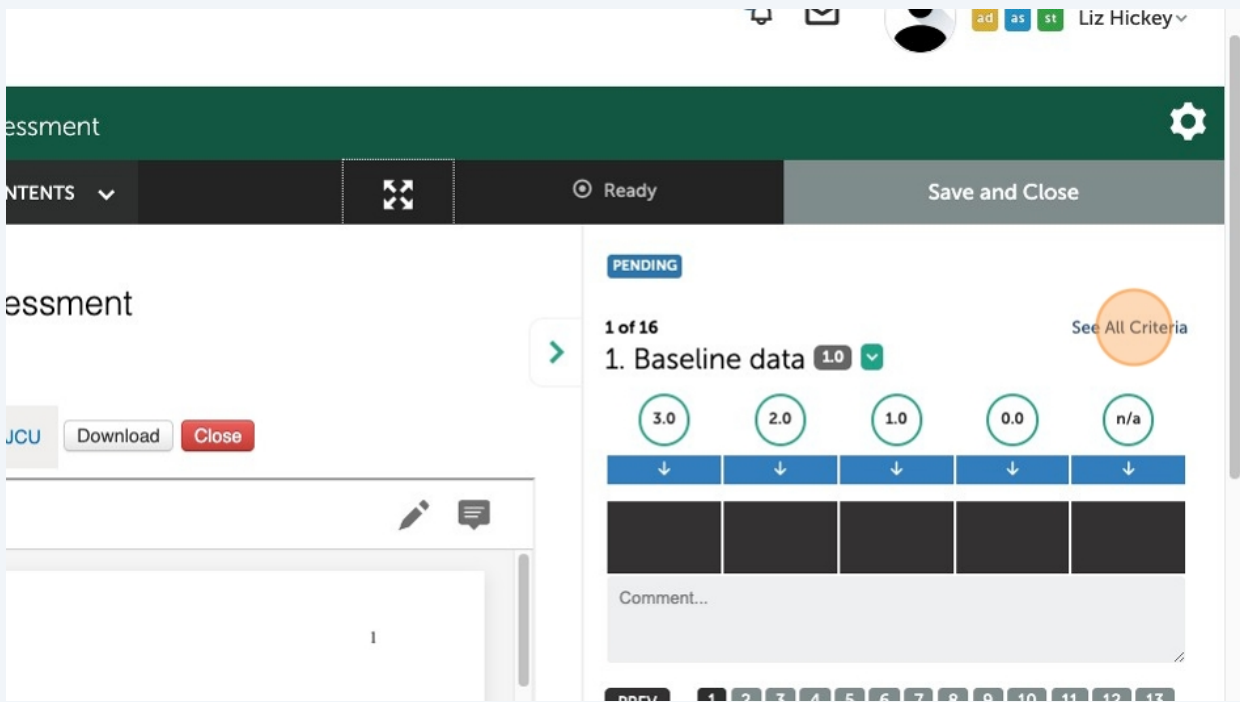 ad as st Liz Hickey
essment
NTENTS
Ready
Save and Close
PENDING
essment
1 of 16
See All Criteria
1. Baseline data 1.0
3.0 2.0 1.0 0.0 n/a
JCU Download Close
Comment...
1
PREV 1 2 3 4 5 6 7 8 9 10 11 12 13